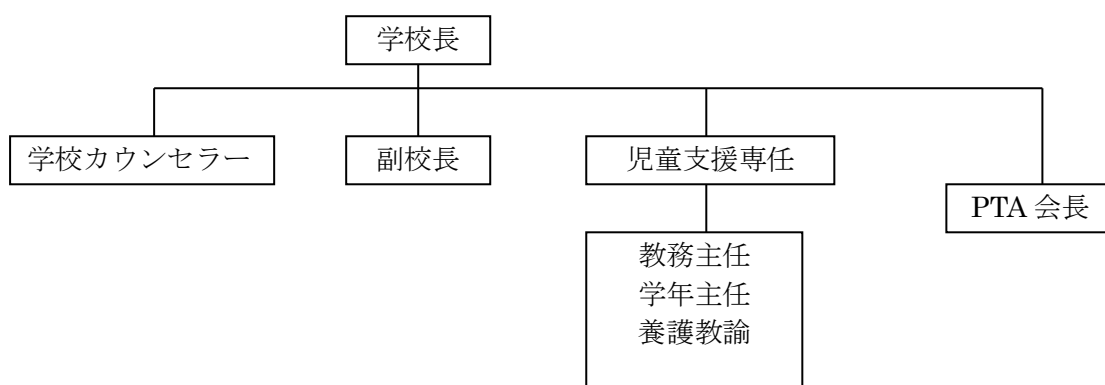 学校長
学校カウンセラー
副校長
児童支援専任
PTA 会長
教務主任
学年主任
養護教諭